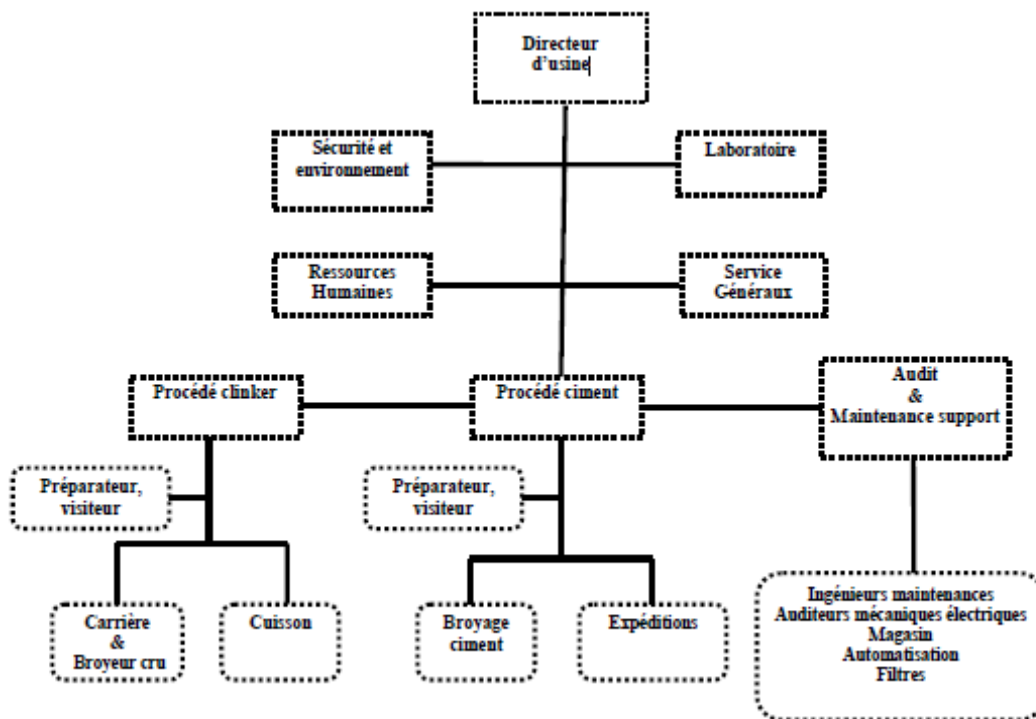 Directeur
d'usine
Sécurité et
environnement
Laboratoire
Ressources
Humaines
Service
Généraux
Procédé clinker
Procédé ciment
Audit
&
Maintenance support
Préparateur,
visiteur
Préparateur,
visiteur
Carrière
&
Broyeur cru
Cuisson
Broyage
ciment
Expéditions
Ingénieurs maintenances
Auditeurs mécaniques électriques
Magasin
Automatisation
Filtres